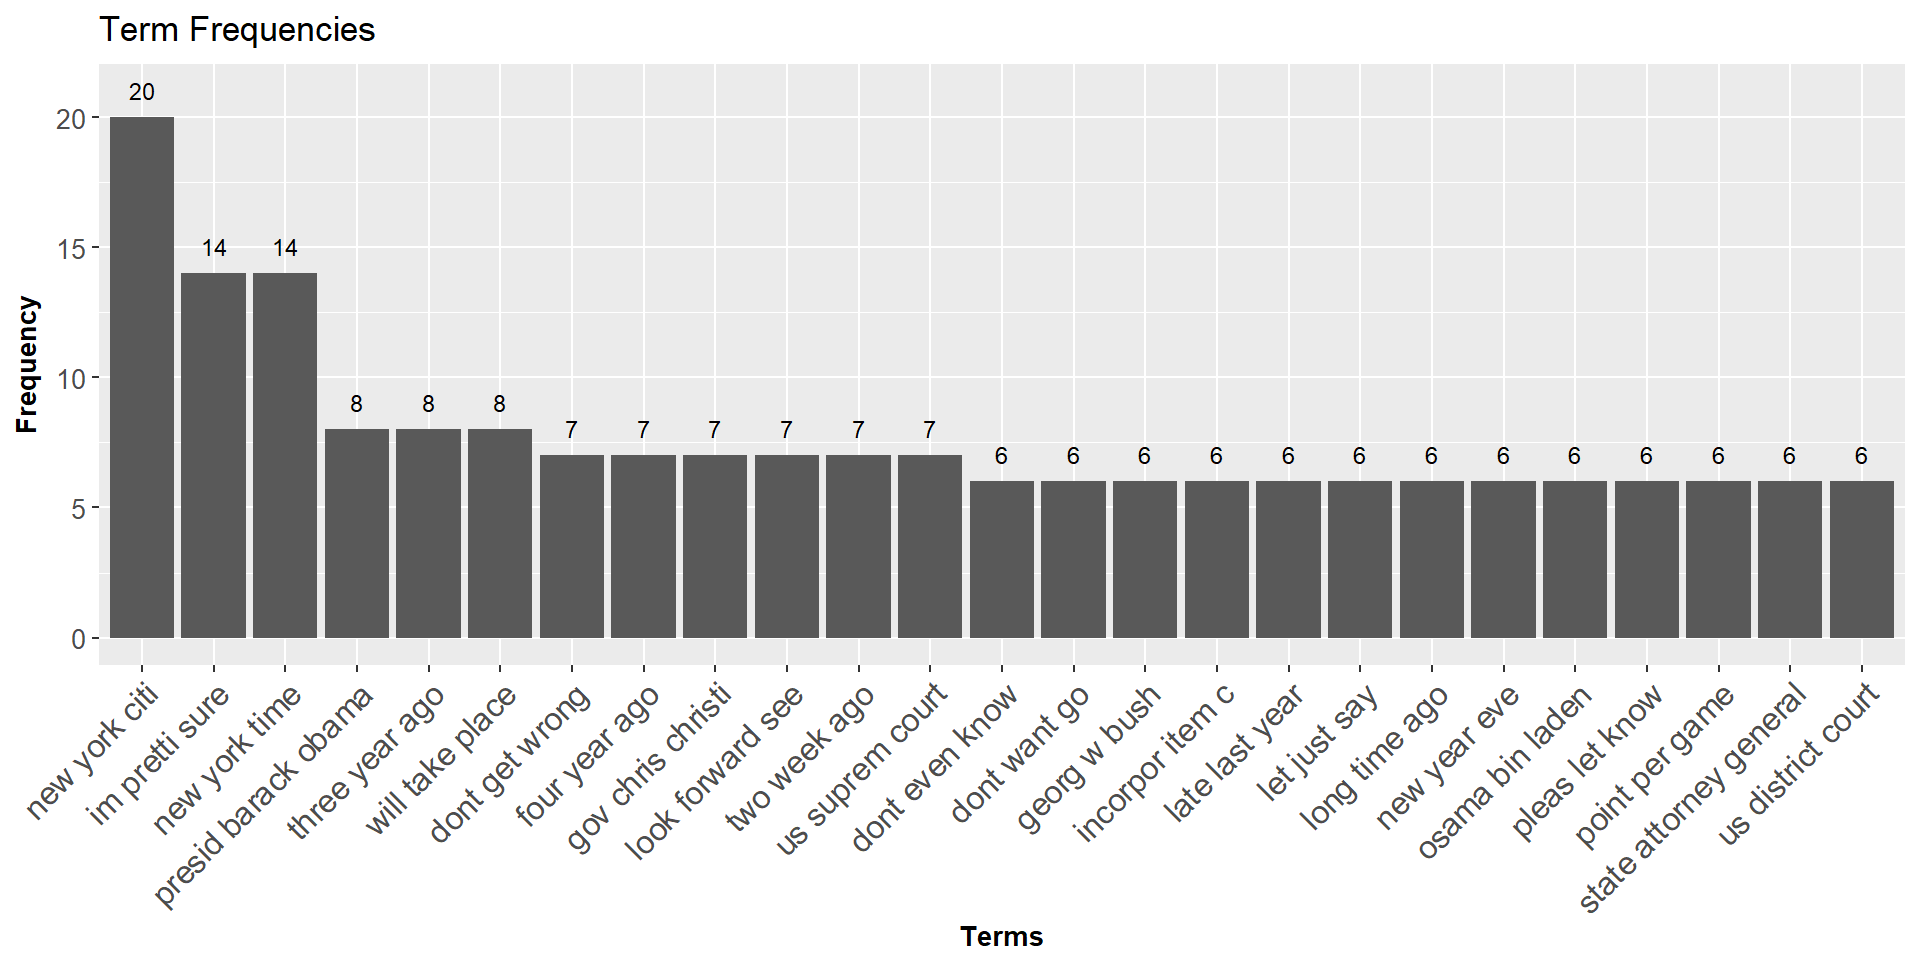 Term Frequencies
Frequency
20
15
10
5
0
20
14
14
8
8
8
7
7
7
7
7
7
6
6
6
6
6
6
6
6
6
6
6
6
6
new york citi
im pretti sure
new york time
presid barack obama
three year ago
will take place
dont get wrong
four year ago
gov chris christi
look forward see
two week ago
us suprem court
dont even know
dont want go
georg w bush
incorpor item c
late last year
let just say
long time ago
new year eve
osama bin laden
pleas let know
point per game
state attorney general
us district court
Terms